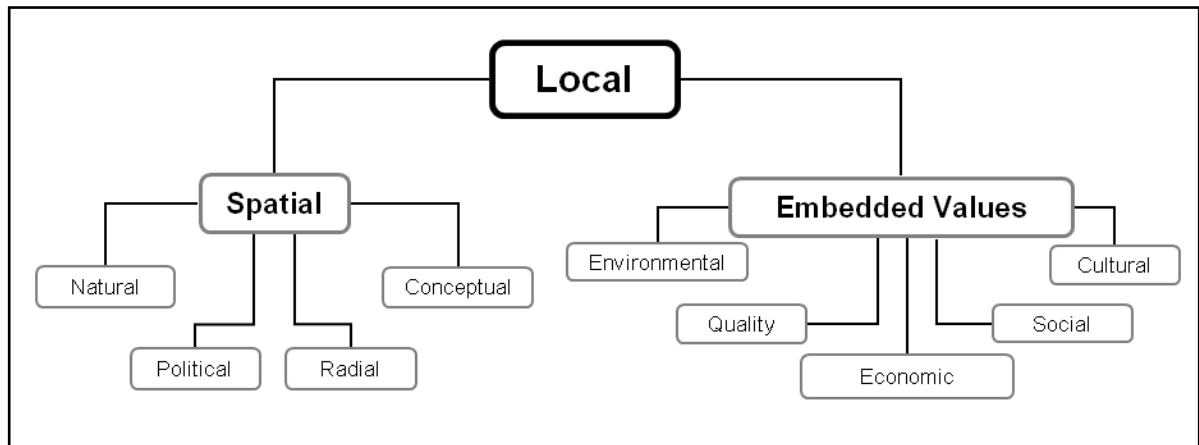 Local
Spatial
Embedded Values
Natural
Political
Radial
Conceptual
Environmental
Quality
Economic
Social
Cultural